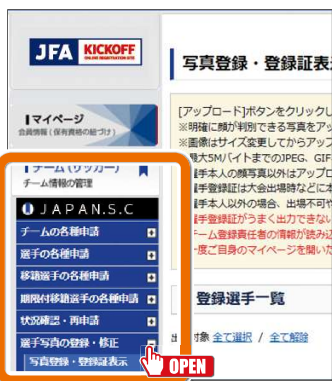 JFA KICKOFF
ONLINE REGISTRATION SITE
マイページ
会員情報(保有資格の紐づけ)
チーム(サッカー)
チーム情報の管理
JAPAN.S.C
チームの各種申請
選手の各種申請
移籍選手の各種申請
期限付移籍選手の各種申請
状況確認・再申請
選手写真の登録・修正
写真登録・登録証表示
OPEN
写真登録・登録証表
[アップロード]ボタンをクリックし
※明確に顔が判別できる写真をアッ
※画像はサイズ変更してからアップ
最大5Mバイトまでの JPEG、GIF
手本人の顔写真以外はアップロ
手登録証は大会出場時などに本
手本人以外の場合、出場不可や
手登録証がうまく出力できない
ーム登録責任者の情報が読み込
度ご自身のマイページを開いた
登録選手一覧
対象 全て選択 / 全て解除